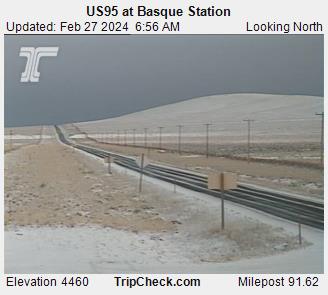 US95 at Basque Station
Updated: Feb 27 2024 6:56 AM Looking North
Elevation 4460 TripCheck.com Milepost 91.62